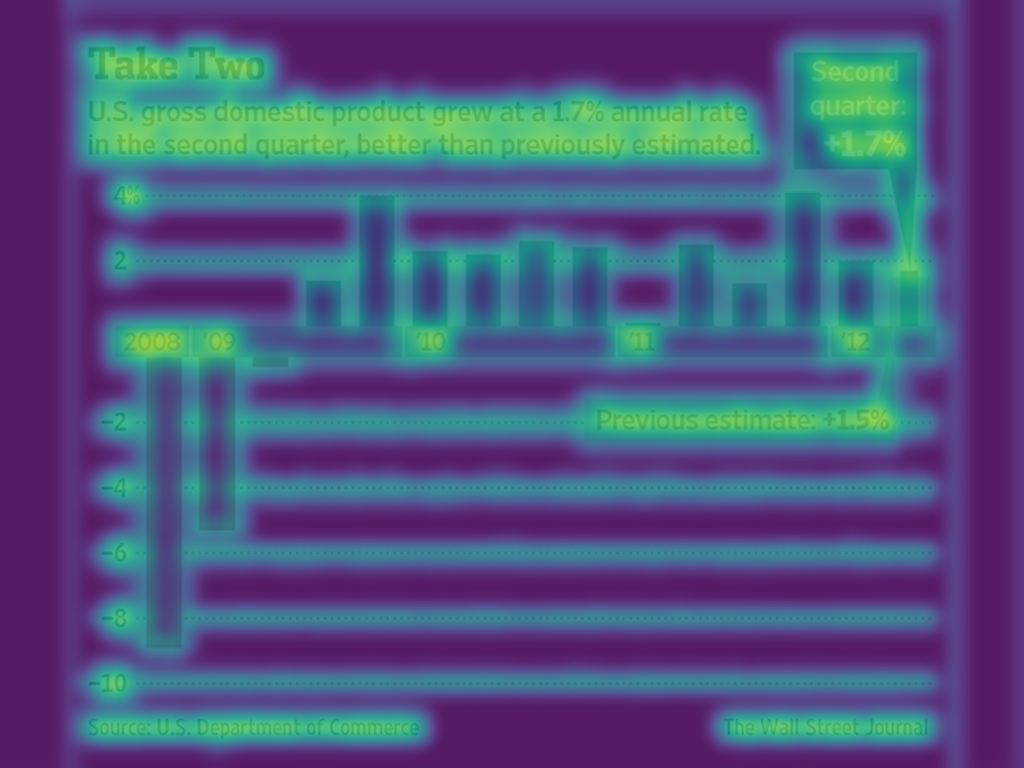 Take Two
U.S. gross domestic product grew at a 1.7% annual rate
in the second quarter, better than previously estimated.
Second
quarter:
+1.7%
4%
2
2008 '09 '10 '11 '12
Previous estimate: +1.5%
−2
−4
−6
−8
−10
Source: U.S. Department of Commerce
The Wall Street Journal